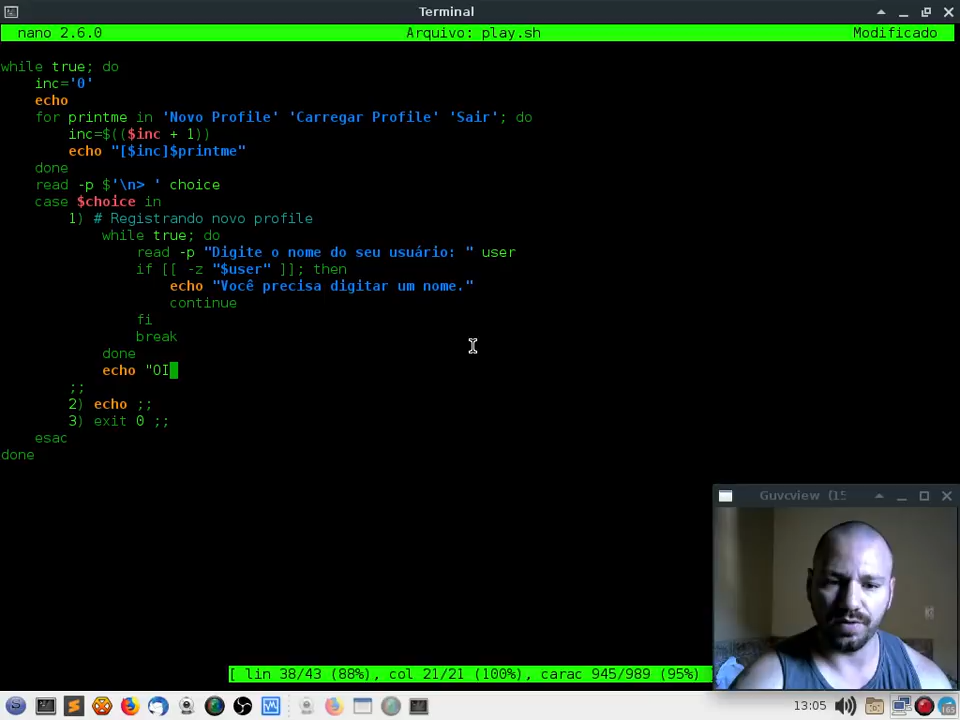 Terminal
nano 2.6.0 Arquivo: play.sh Modificado
while true; do
inc='0'
echo
for printme in 'Novo Profile' 'Carregar Profile' 'Sair'; do
inc=$(($inc + 1))
echo "[$inc]$printme"
done
read -p $'\n> ' choice
case $choice in
1) # Registrando novo profile
while true; do
read -p "Digite o nome do seu usuário: " user
if [[ -z "$user" ]]; then
echo "Você precisa digitar um nome."
continue
fi
break
done
echo "OI
;;
2) echo ;;
3) exit 0 ;;
esac
done
Guvcview (15
[ lin 38/43 (88%), col 21/21 (100%), carac 945/989 (95%)
13:05
165